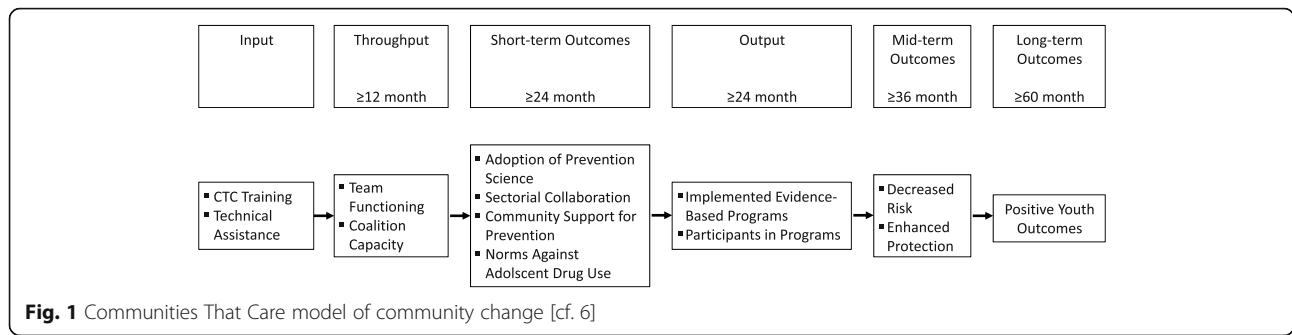 Input
Throughput
≥12 month
Short-term Outcomes
≥24 month
Output
≥24 month
Mid-term
Outcomes
≥36 month
Long-term
Outcomes
≥60 month
▪ CTC Training
▪ Technical
Assistance
▪ Team
Functioning
▪ Coalition
Capacity
▪ Adoption of Prevention
Science
▪ Sectorial Collaboration
▪ Community Support for
Prevention
▪ Norms Against
Adolscent Drug Use
▪ Implemented Evidence-
Based Programs
▪ Participants in Programs
▪ Decreased
Risk
▪ Enhanced
Protection
Positive Youth
Outcomes
Fig. 1 Communities That Care model of community change [cf. 6]